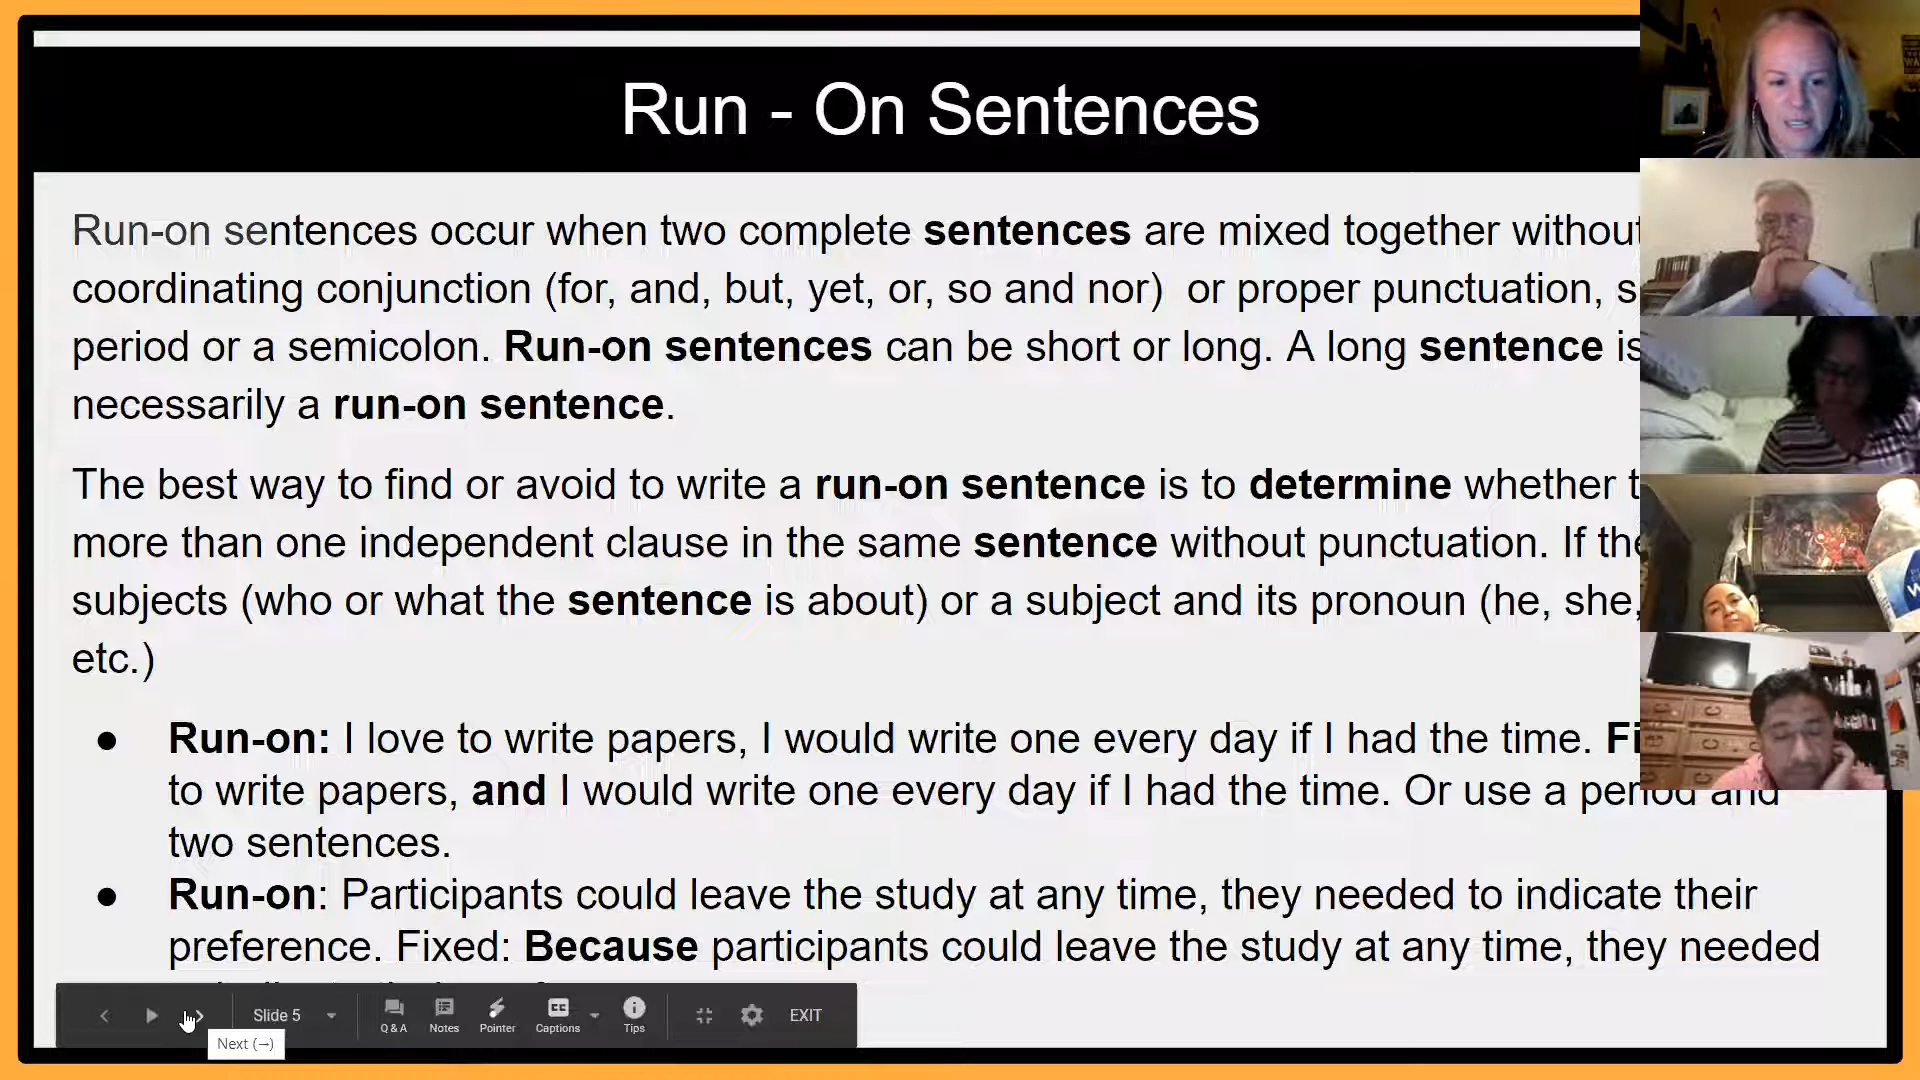 Run - On Sentences
Run-on sentences occur when two complete sentences are mixed together without
coordinating conjunction (for, and, but, yet, or, so and nor) or proper punctuation, s
period or a semicolon. Run-on sentences can be short or long. A long sentence is
necessarily a run-on sentence.
The best way to find or avoid to write a run-on sentence is to determine whether t
more than one independent clause in the same sentence without punctuation. If the
subjects (who or what the sentence is about) or a subject and its pronoun (he, she,
etc.)
● Run-on: I love to write papers, I would write one every day if I had the time. Fi
to write papers, and I would write one every day if I had the time. Or use a period and
two sentences.
● Run-on: Participants could leave the study at any time, they needed to indicate their
preference. Fixed: Because participants could leave the study at any time, they needed
Slide 5
Q & A
Notes
Pointer
Captions
Tips
EXIT
Next (→)